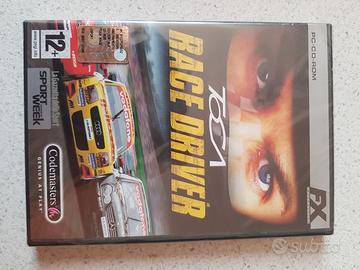 PC-CD-ROM
TOCA
RACE DRIVER
FX
12+
SPORT
WEEK
Codemasters
GENIUS AT PLAY
subito